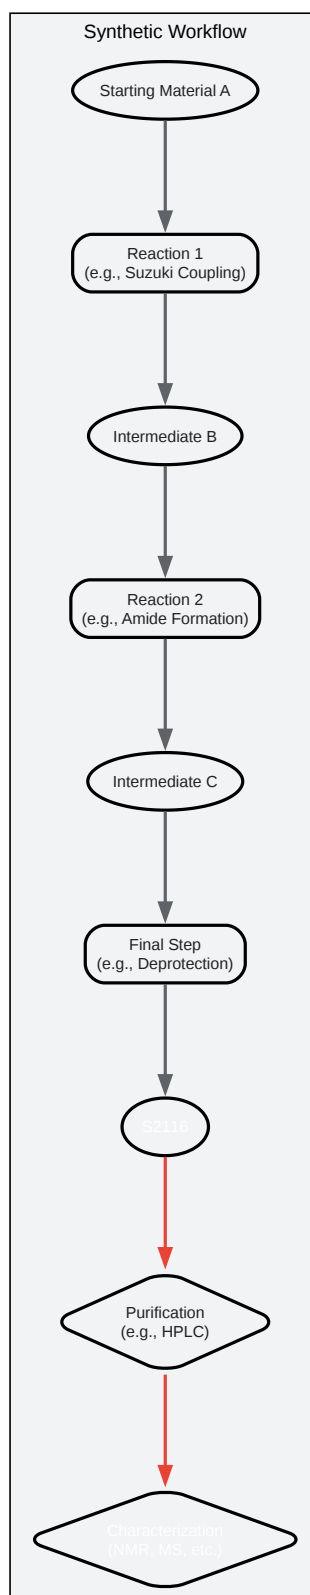 Synthetic Workflow
Starting Material A
Reaction 1
(e.g., Suzuki Coupling)
Intermediate B
Reaction 2
(e.g., Amide Formation)
Intermediate C
Final Step
(e.g., Deprotection)
S2116
Purification
(e.g., HPLC)
Characterization
(NMR, MS, etc.)